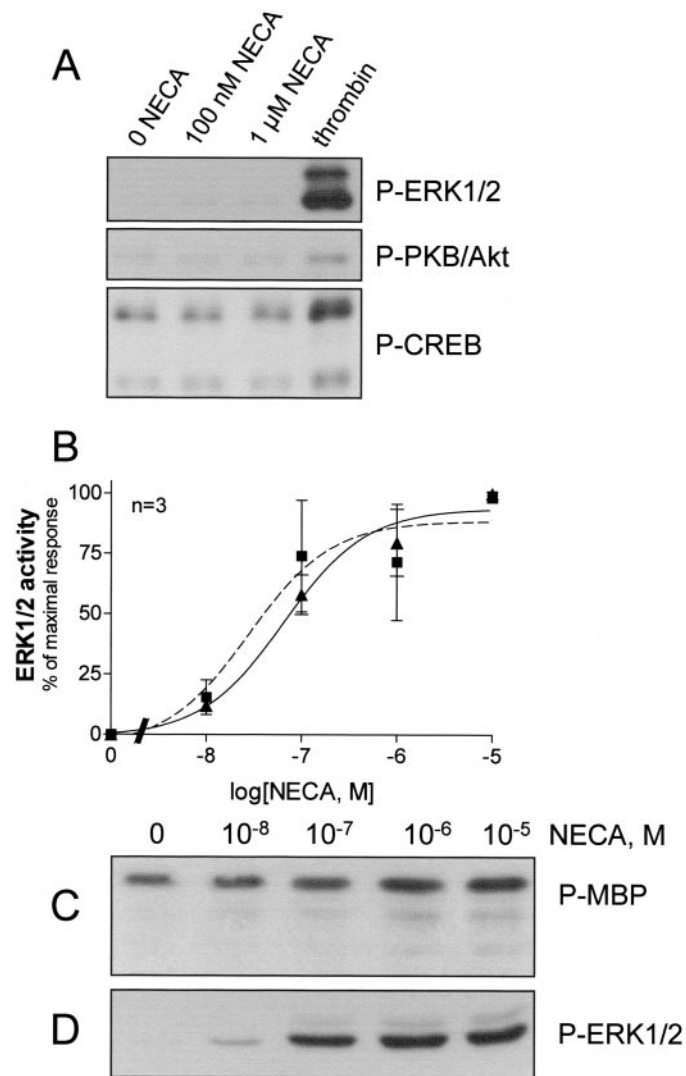 A
0 NECA
100 nM NECA
1 µM NECA
thrombin
P-ERK1/2
P-PKB/Akt
P-CREB
B
ERK1/2 activity
% of maximal response
100
75
50
25
0
n=3
0 -8 -7 -6 -5
log[NECA, M]
0 10⁻⁸ 10⁻⁷ 10⁻⁶ 10⁻⁵ NECA, M
C
P-MBP
D
P-ERK1/2